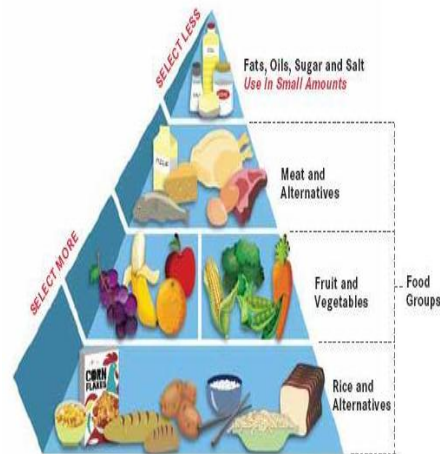 SELECT LESS
Fats, Oils, Sugar and Salt
Use In Small Amounts
Meat and
Alternatives
SELECT MORE
Fruit and
Vegetables
Food
Groups
Rice and
Alternatives
CORN
FLAKES